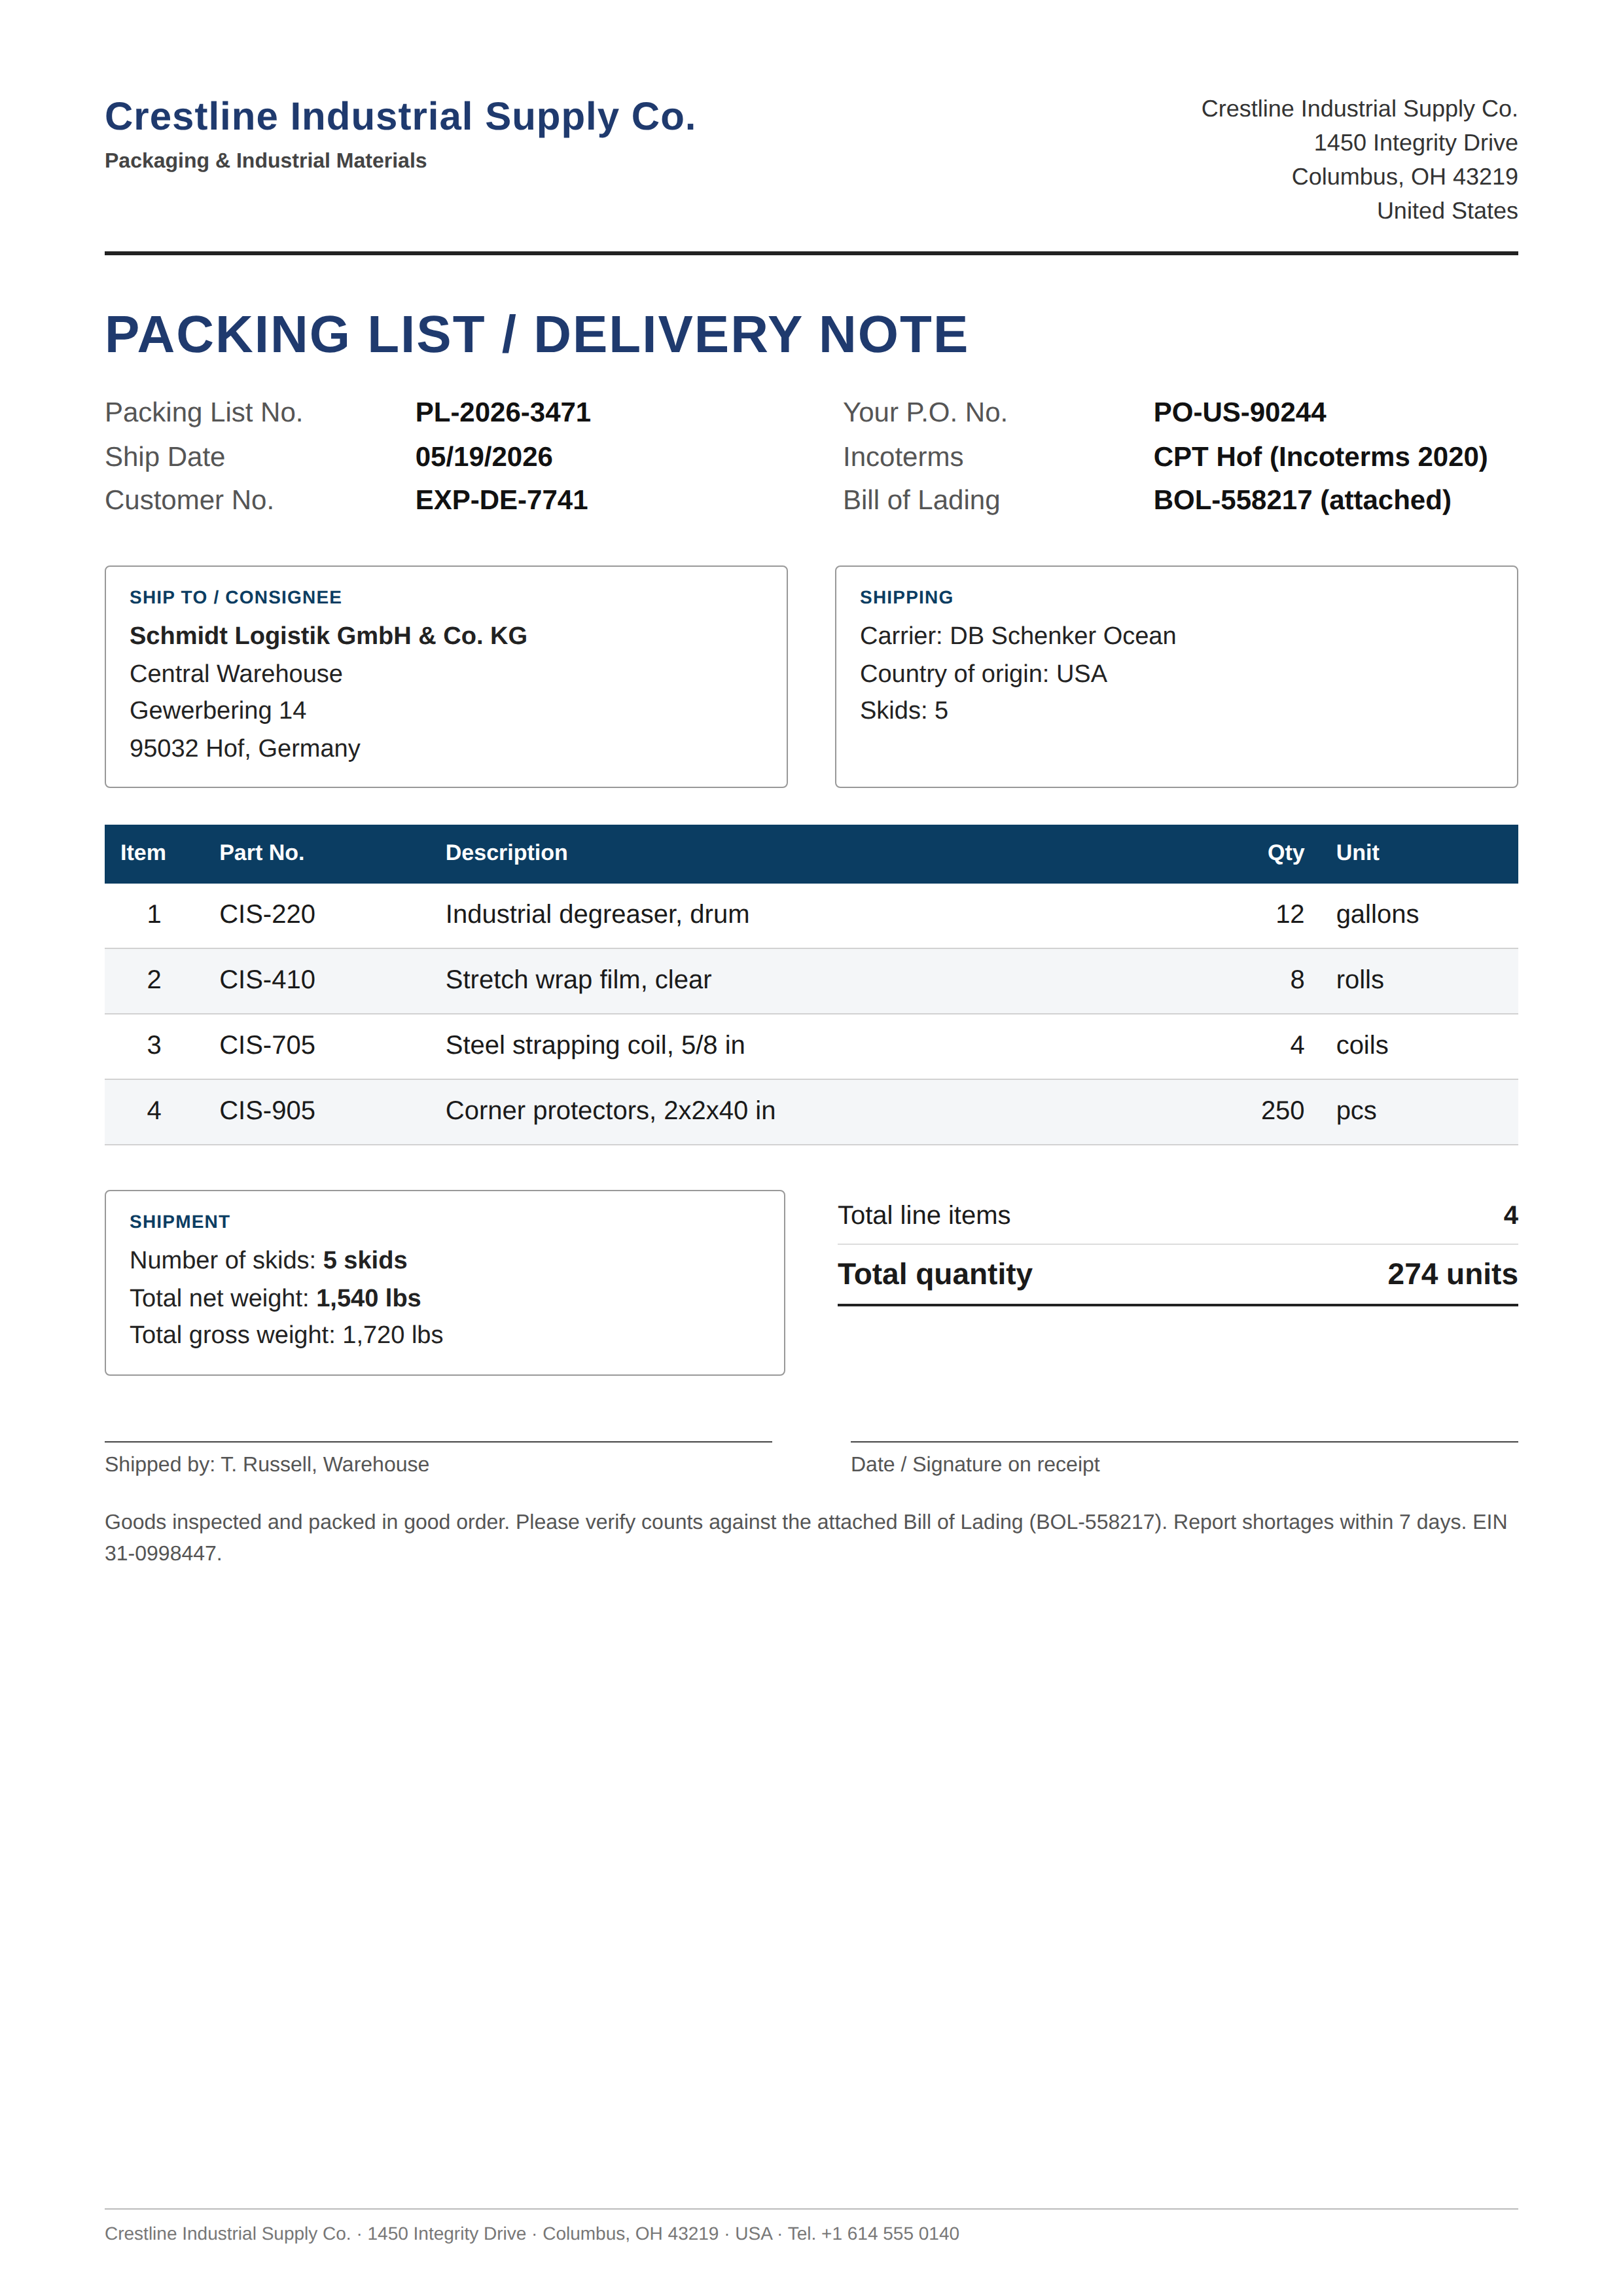 Crestline Industrial Supply Co.
Packaging & Industrial Materials
Crestline Industrial Supply Co.
1450 Integrity Drive
Columbus, OH 43219
United States
PACKING LIST / DELIVERY NOTE
Packing List No. PL-2026-3471 Your P.O. No. PO-US-90244
Ship Date 05/19/2026 Incoterms CPT Hof (Incoterms 2020)
Customer No. EXP-DE-7741 Bill of Lading BOL-558217 (attached)
SHIP TO / CONSIGNEE
Schmidt Logistik GmbH & Co. KG
Central Warehouse
Gewerbering 14
95032 Hof, Germany
SHIPPING
Carrier: DB Schenker Ocean
Country of origin: USA
Skids: 5
Item Part No. Description Qty Unit
1 CIS-220 Industrial degreaser, drum 12 gallons
2 CIS-410 Stretch wrap film, clear 8 rolls
3 CIS-705 Steel strapping coil, 5/8 in 4 coils
4 CIS-905 Corner protectors, 2x2x40 in 250 pcs
SHIPMENT
Number of skids: 5 skids
Total net weight: 1,540 lbs
Total gross weight: 1,720 lbs
Total line items 4
Total quantity 274 units
Shipped by: T. Russell, Warehouse
Date / Signature on receipt
Goods inspected and packed in good order. Please verify counts against the attached Bill of Lading (BOL-558217). Report shortages within 7 days. EIN
31-0998447.
Crestline Industrial Supply Co. · 1450 Integrity Drive · Columbus, OH 43219 · USA · Tel. +1 614 555 0140